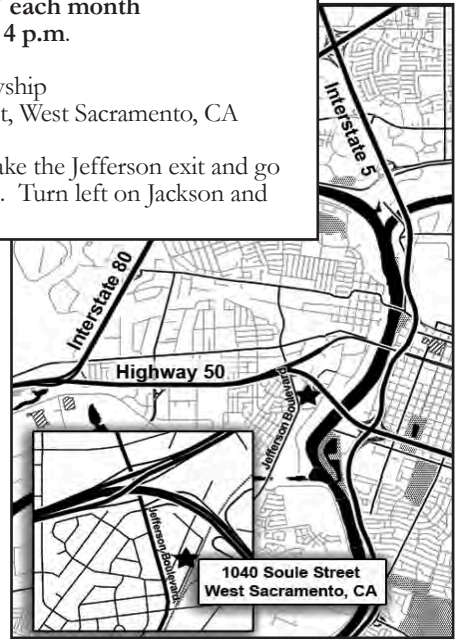 each month
4 p.m.
wship
t, West Sacramento, CA
ake the Jefferson exit and go
. Turn left on Jackson and
Interstate 5
Interstate 80
Highway 50
Jefferson Boulevard
Jefferson Boulevard
1040 Soule Street
West Sacramento, CA